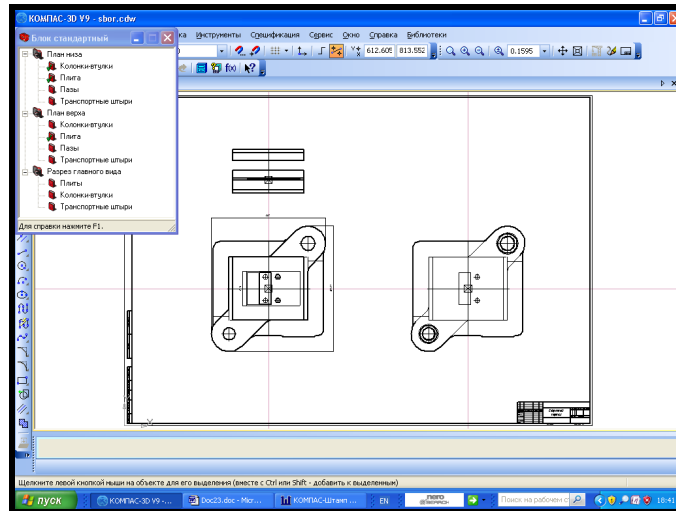 КОМПАС-3D V9 - sbor.cdw
Блок стандартный
План низа
Колонки-втулки
Плита
Пазы
Транспортные штыри
План верха
Колонки-втулки
Плита
Пазы
Транспортные штыри
Разрез главного вида
Плиты
Колонки-втулки
Транспортные штыри
Для справки нажмите F1.
ка Инструменты Спецификация Сервис Окно Справка Библиотеки
612.605 813.552 0.1595
f(x)
Щелкните левой кнопкой мыши на объекте для его выделения (вместе с Ctrl или Shift - добавить к выделенным)
пуск КОМПАС-3D V9 -... Doc23.doc - Micr... КОМПАС-Штамп ... EN nero SEARCH Поиск на рабочем с 18:41